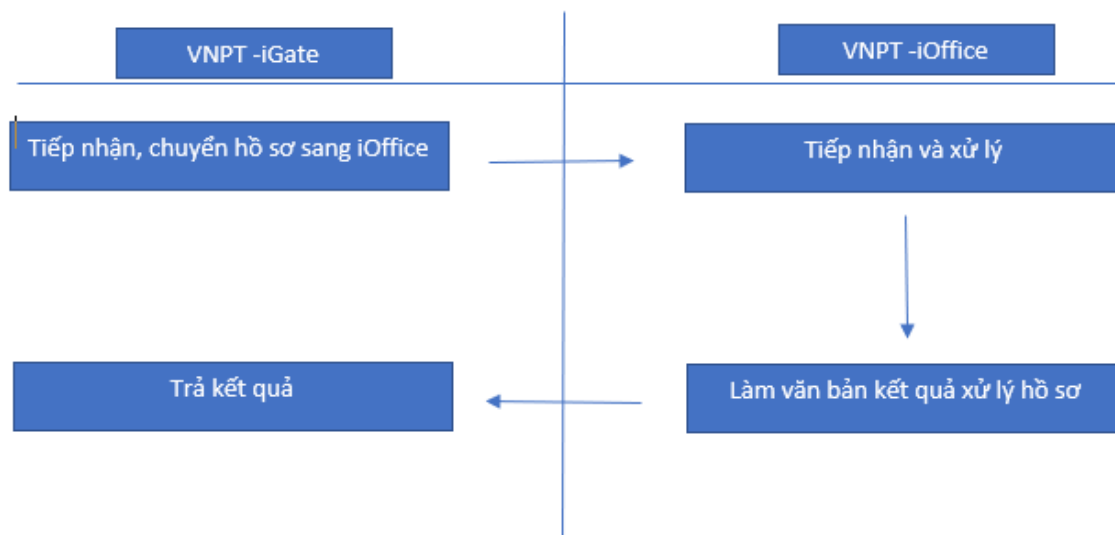 VNPT -iGate
VNPT -iOffice
Tiếp nhận, chuyển hồ sơ sang iOffice
Tiếp nhận và xử lý
Trả kết quả
Làm văn bản kết quả xử lý hồ sơ